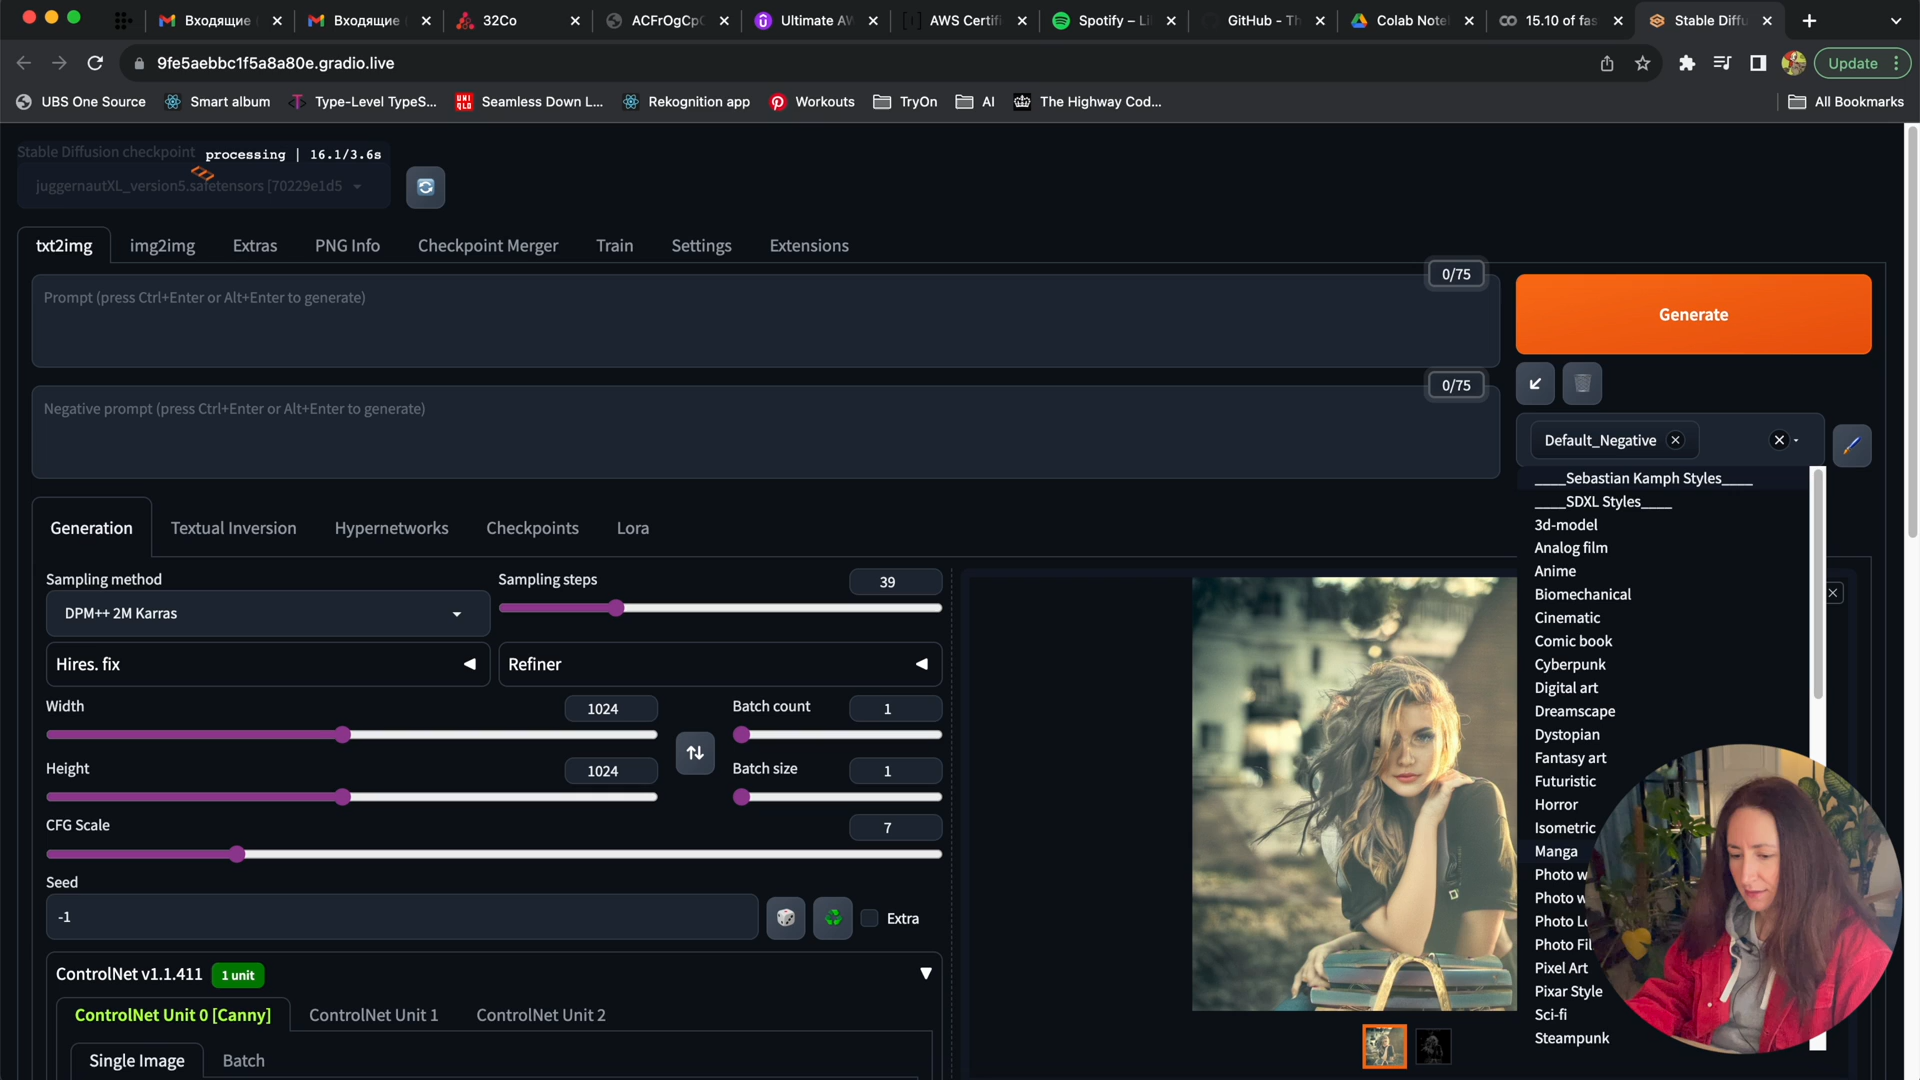 Входящие
Входящие
32Co
ACFrOgCp
Ultimate AW
AWS Certifi
Spotify – Li
GitHub - Th
Colab Note
15.10 of fas
Stable Diffu
9fe5aebbc1f5a8a80e.gradio.live
Update
UBS One Source
Smart album
Type-Level TypeS...
Seamless Down L...
Rekognition app
Workouts
TryOn
AI
The Highway Cod...
All Bookmarks
Stable Diffusion checkpoint
processing | 16.1/3.6s
juggernautXL_version5.safetensors [70229e1d5
txt2img
img2img
Extras
PNG Info
Checkpoint Merger
Train
Settings
Extensions
0/75
Prompt (press Ctrl+Enter or Alt+Enter to generate)
Generate
0/75
Negative prompt (press Ctrl+Enter or Alt+Enter to generate)
Default_Negative
____Sebastian Kamph Styles____
____SDXL Styles____
3d-model
Analog film
Anime
Biomechanical
Cinematic
Comic book
Cyberpunk
Digital art
Dreamscape
Dystopian
Fantasy art
Futuristic
Horror
Isometric
Manga
Photo w
Photo w
Photo Lo
Photo Fil
Pixel Art
Pixar Style
Sci-fi
Steampunk
Generation
Textual Inversion
Hypernetworks
Checkpoints
Lora
Sampling method
DPM++ 2M Karras
Sampling steps
39
Hires. fix
Refiner
Width
1024
Batch count
1
Height
1024
Batch size
1
CFG Scale
7
Seed
-1
Extra
ControlNet v1.1.411
1 unit
ControlNet Unit 0 [Canny]
ControlNet Unit 1
ControlNet Unit 2
Single Image
Batch